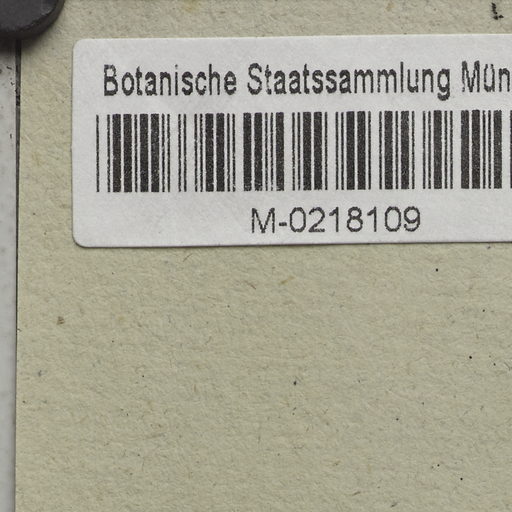 Botanische Staatssammlung Mün
M-0218109